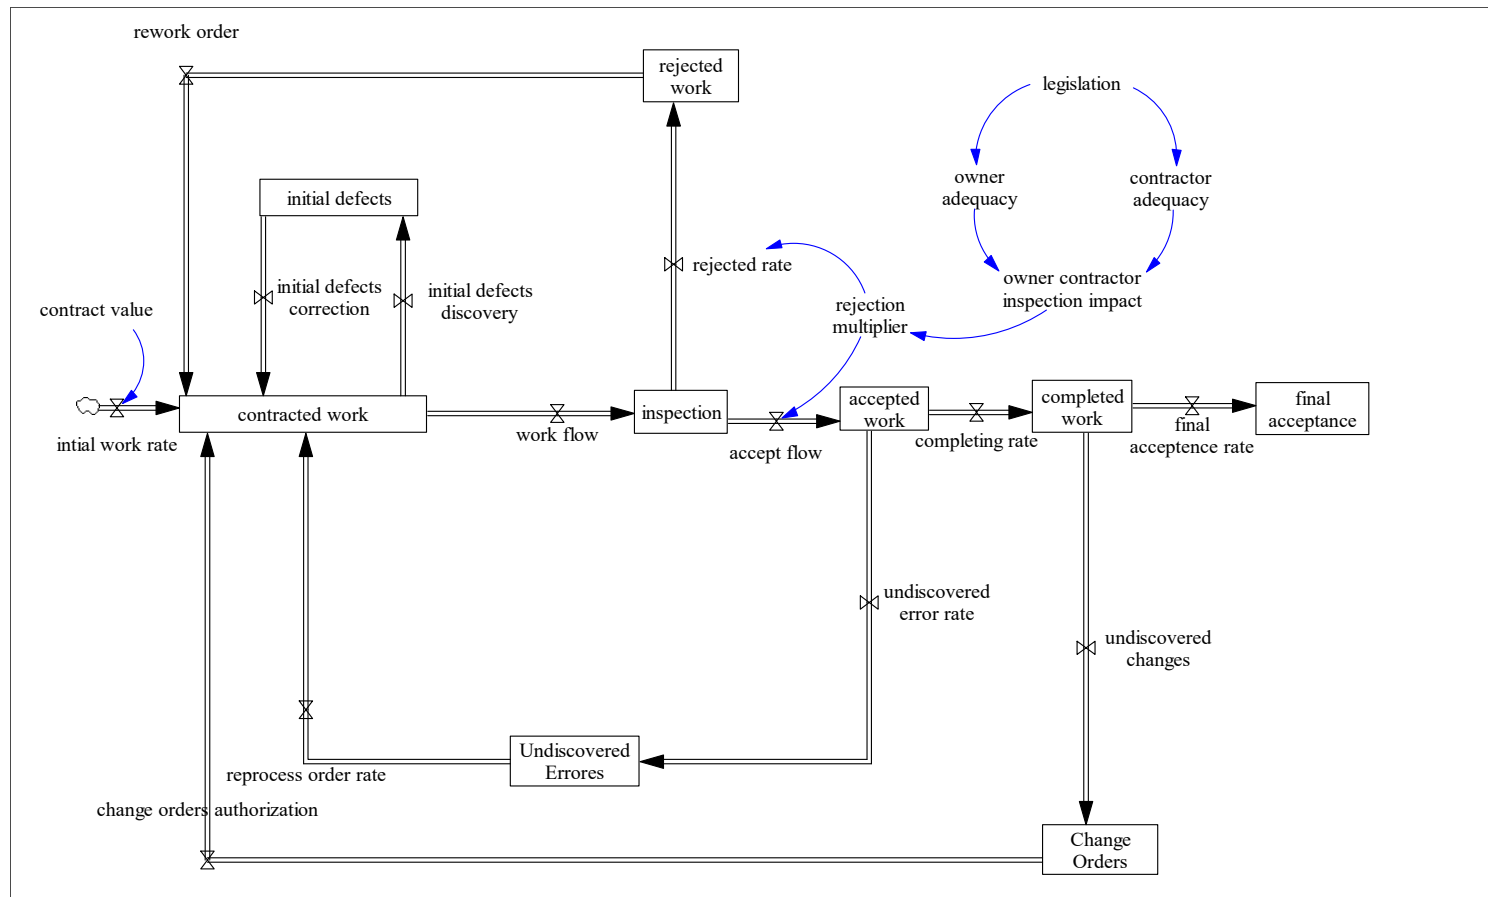 rework order
rejected
work
legislation
initial defects
owner
adequacy
contractor
adequacy
rejected rate
initial defects
correction
initial defects
discovery
owner contractor
inspection impact
contract value
rejection
multiplier
contracted work
inspection
accepted
work
completed
work
final
acceptance
intial work rate
work flow
accept flow
completing rate
final
acceptence rate
undiscovered
error rate
undiscovered
changes
Undiscovered
Errores
reprocess order rate
change orders authorization
Change
Orders